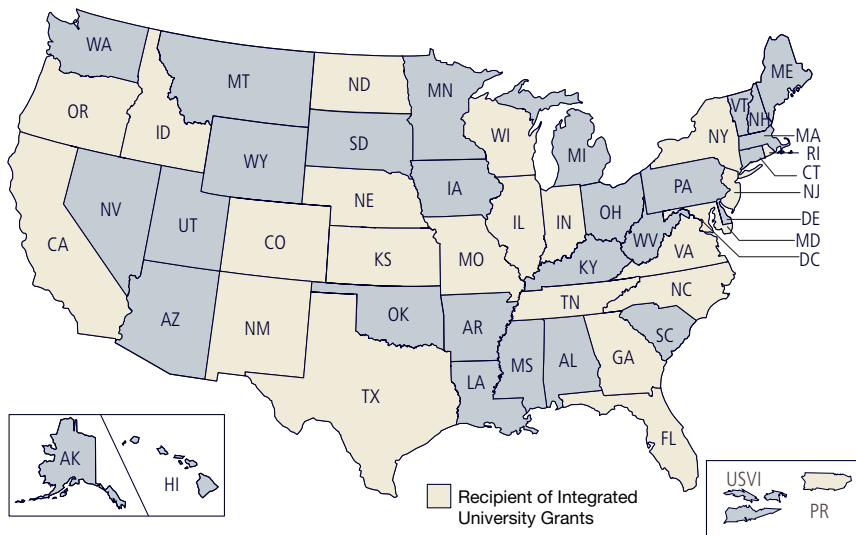 WA
MT
ND
MN
ME
VT
NH
OR
ID
WY
SD
WI
MI
NY
MA
RI
CT
NJ
DE
MD
DC
NV
UT
CO
NE
IA
IL
IN
OH
PA
WV
VA
CA
KS
MO
KY
NC
AZ
NM
OK
AR
TN
SC
TX
LA
MS
AL
GA
FL
AK
HI
Recipient of Integrated
University Grants
USVI
PR